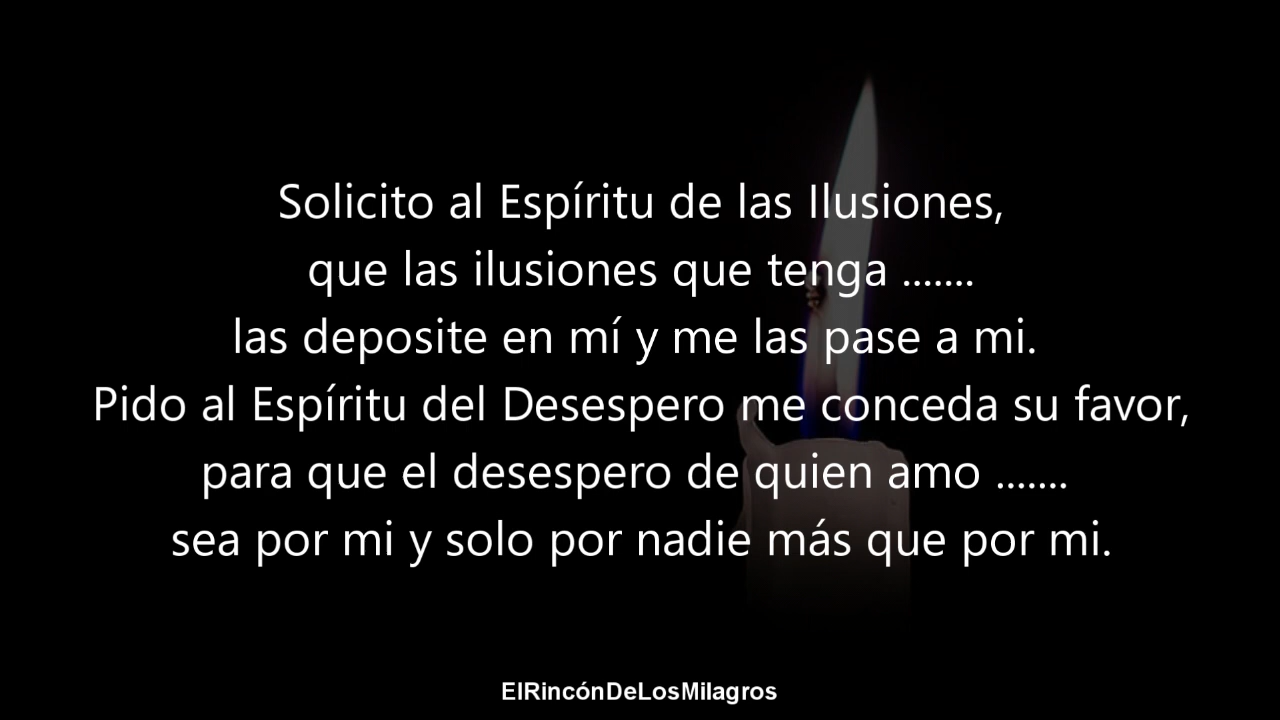 Solicito al Espíritu de las Ilusiones,
que las ilusiones que tenga .......
las deposite en mí y me las pase a mi.
Pido al Espíritu del Desespero me conceda su favor,
para que el desespero de quien amo .......
sea por mi y solo por nadie más que por mi.
ElRincónDeLosMilagros